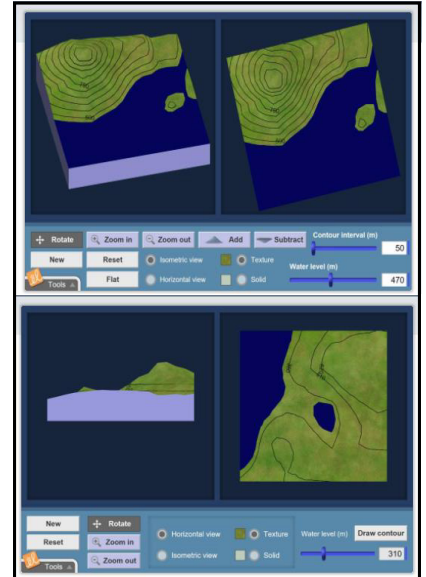 Contour interval (m)
Rotate
Zoom in
Zoom out
Add
Subtract
50
New
Reset
Isometric view
Texture
Water level (m)
Tools
Flat
Horizontal view
Solid
470
New
Rotate
Horizontal view
Texture
Water level (m)
Draw contour
Reset
Zoom in
Isometric view
Solid
310
Tools
Zoom out